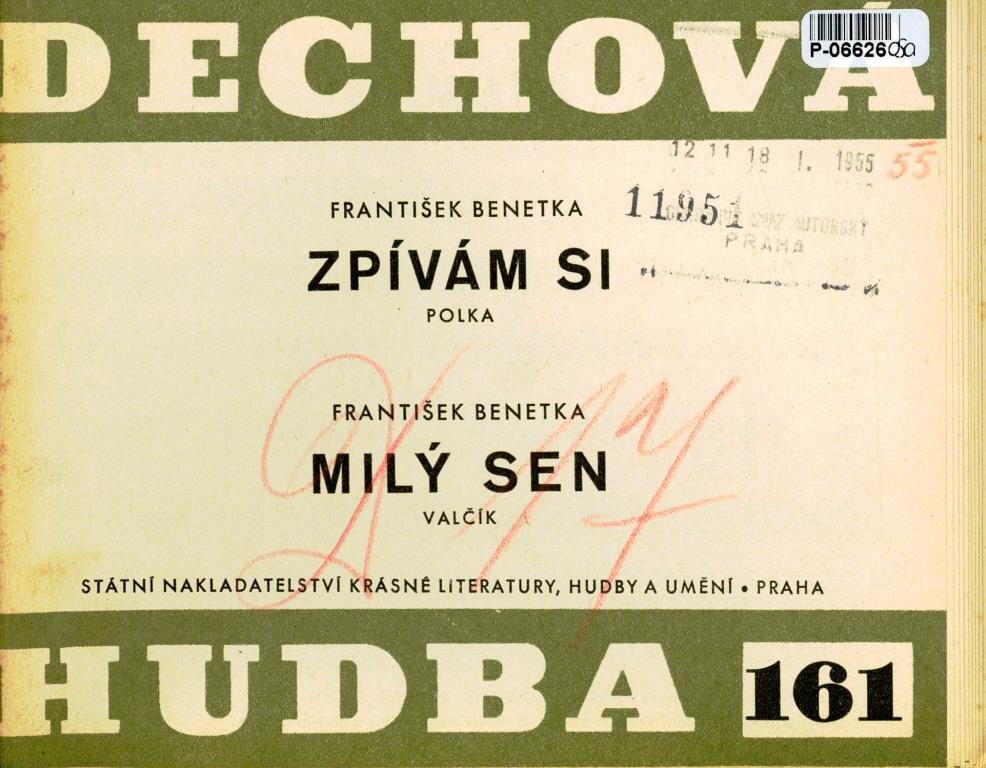 DECHOVÁ
P-06626
12 11 18 I. 1955
55
FRANTIŠEK BENETKA
11951
ZPÍVÁM SI
PRAHA
POLKA
FRANTIŠEK BENETKA
MILÝ SEN
VALČÍK
STÁTNÍ NAKLADATELSTVÍ KRÁSNÉ LITERATURY, HUDBY A UMĚNÍ • PRAHA
HUDBA 161